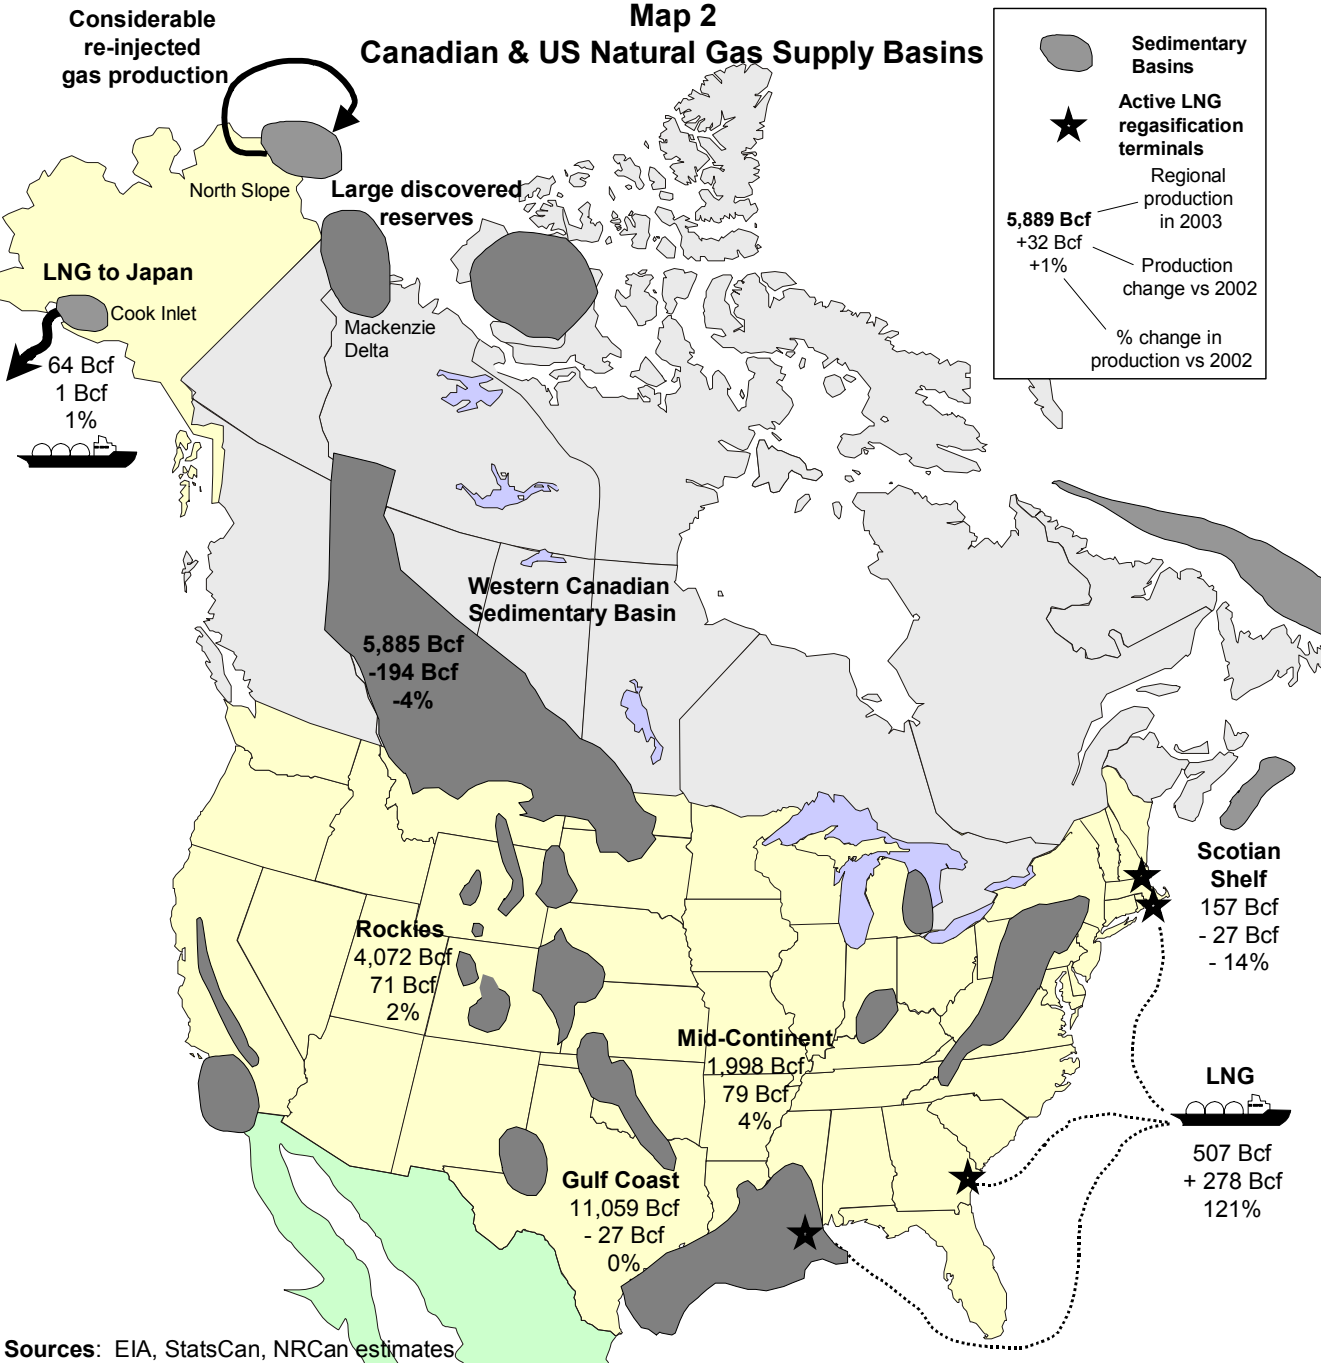 Map 2
Canadian & US Natural Gas Supply Basins
Considerable
re-injected
gas production
Sedimentary
Basins
Active LNG
regasification
terminals
Regional
production
in 2003
5,889 Bcf
+32 Bcf
+1%
Production
change vs 2002
% change in
production vs 2002
North Slope
Large discovered
reserves
LNG to Japan
Cook Inlet
Mackenzie
Delta
64 Bcf
1 Bcf
1%
Western Canadian
Sedimentary Basin
5,885 Bcf
-194 Bcf
-4%
Scotian
Shelf
157 Bcf
- 27 Bcf
- 14%
Rockies
4,072 Bcf
71 Bcf
2%
Mid-Continent
1,998 Bcf
79 Bcf
4%
LNG
507 Bcf
+ 278 Bcf
121%
Gulf Coast
11,059 Bcf
- 27 Bcf
0%
Sources: EIA, StatsCan, NRCan estimates